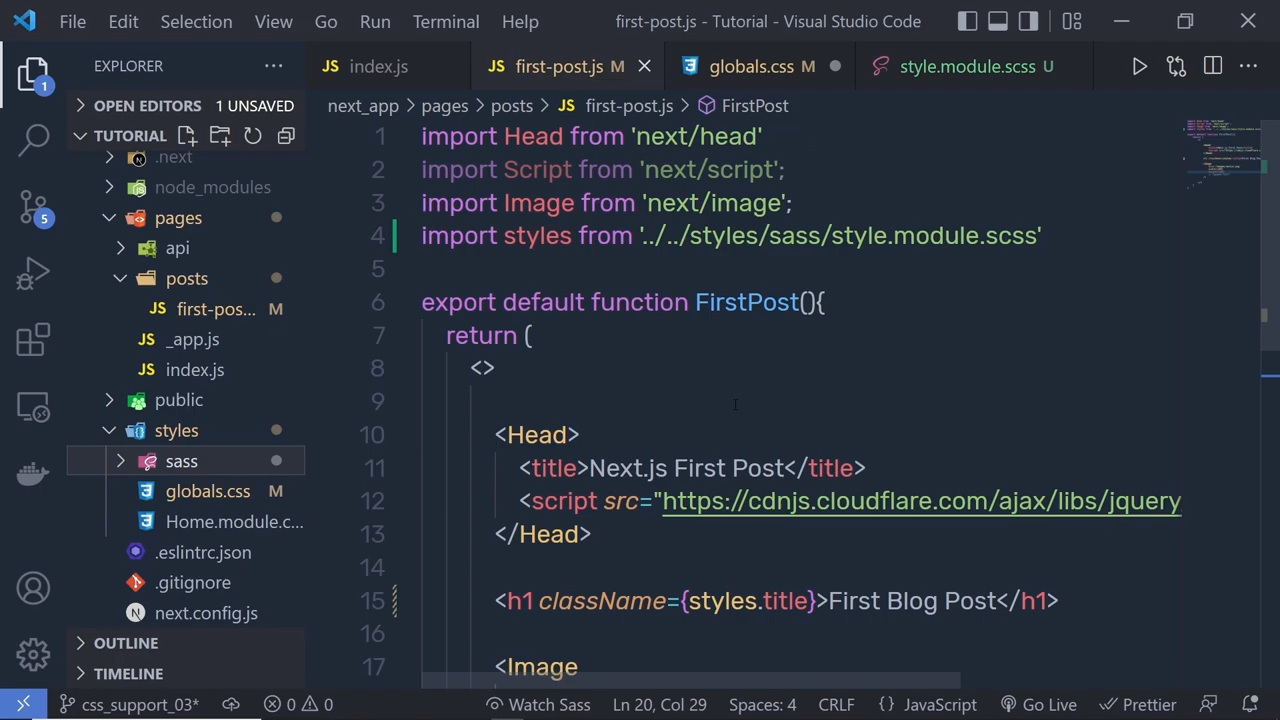 File Edit Selection View Go Run Terminal Help first-post.js - Tutorial - Visual Studio Code
EXPLORER
index.js
first-post.js M
globals.css M
style.module.scss U
OPEN EDITORS 1 UNSAVED
next_app > pages > posts > first-post.js > FirstPost
TUTORIAL
.next
node_modules
pages
api
posts
first-pos... M
_app.js
index.js
public
styles
sass
globals.css M
Home.module.c...
.eslintrc.json
.gitignore
next.config.js
OUTLINE
TIMELINE
1
5
1 import Head from 'next/head'
2 import Script from 'next/script';
3 import Image from 'next/image';
4 import styles from '../../styles/sass/style.module.scss'
5
6 export default function FirstPost(){
7 return (
8 <>
9
10 <Head>
11 <title>Next.js First Post</title>
12 <script src="https://cdnjs.cloudflare.com/ajax/libs/jquery
13 </Head>
14
15 <h1 className={styles.title}>First Blog Post</h1>
16
17 <Image
css_support_03* 0 0 Watch Sass Ln 20, Col 29 Spaces: 4 CRLF {} JavaScript Go Live Prettier